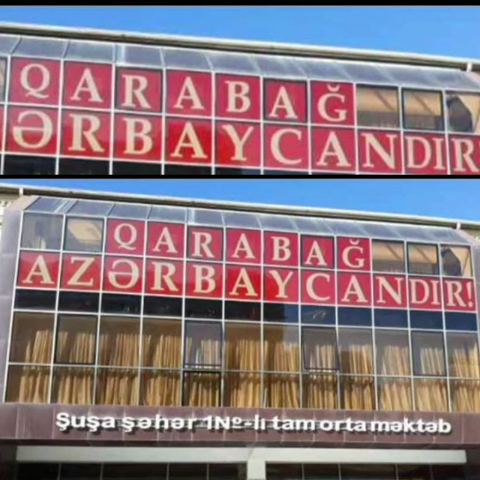 QARABAĞ
ƏRBAYCANDIR
QARABAĞ
AZƏRBAYCANDIR!
Şuşa şəhər 1№-li tam orta məktəb